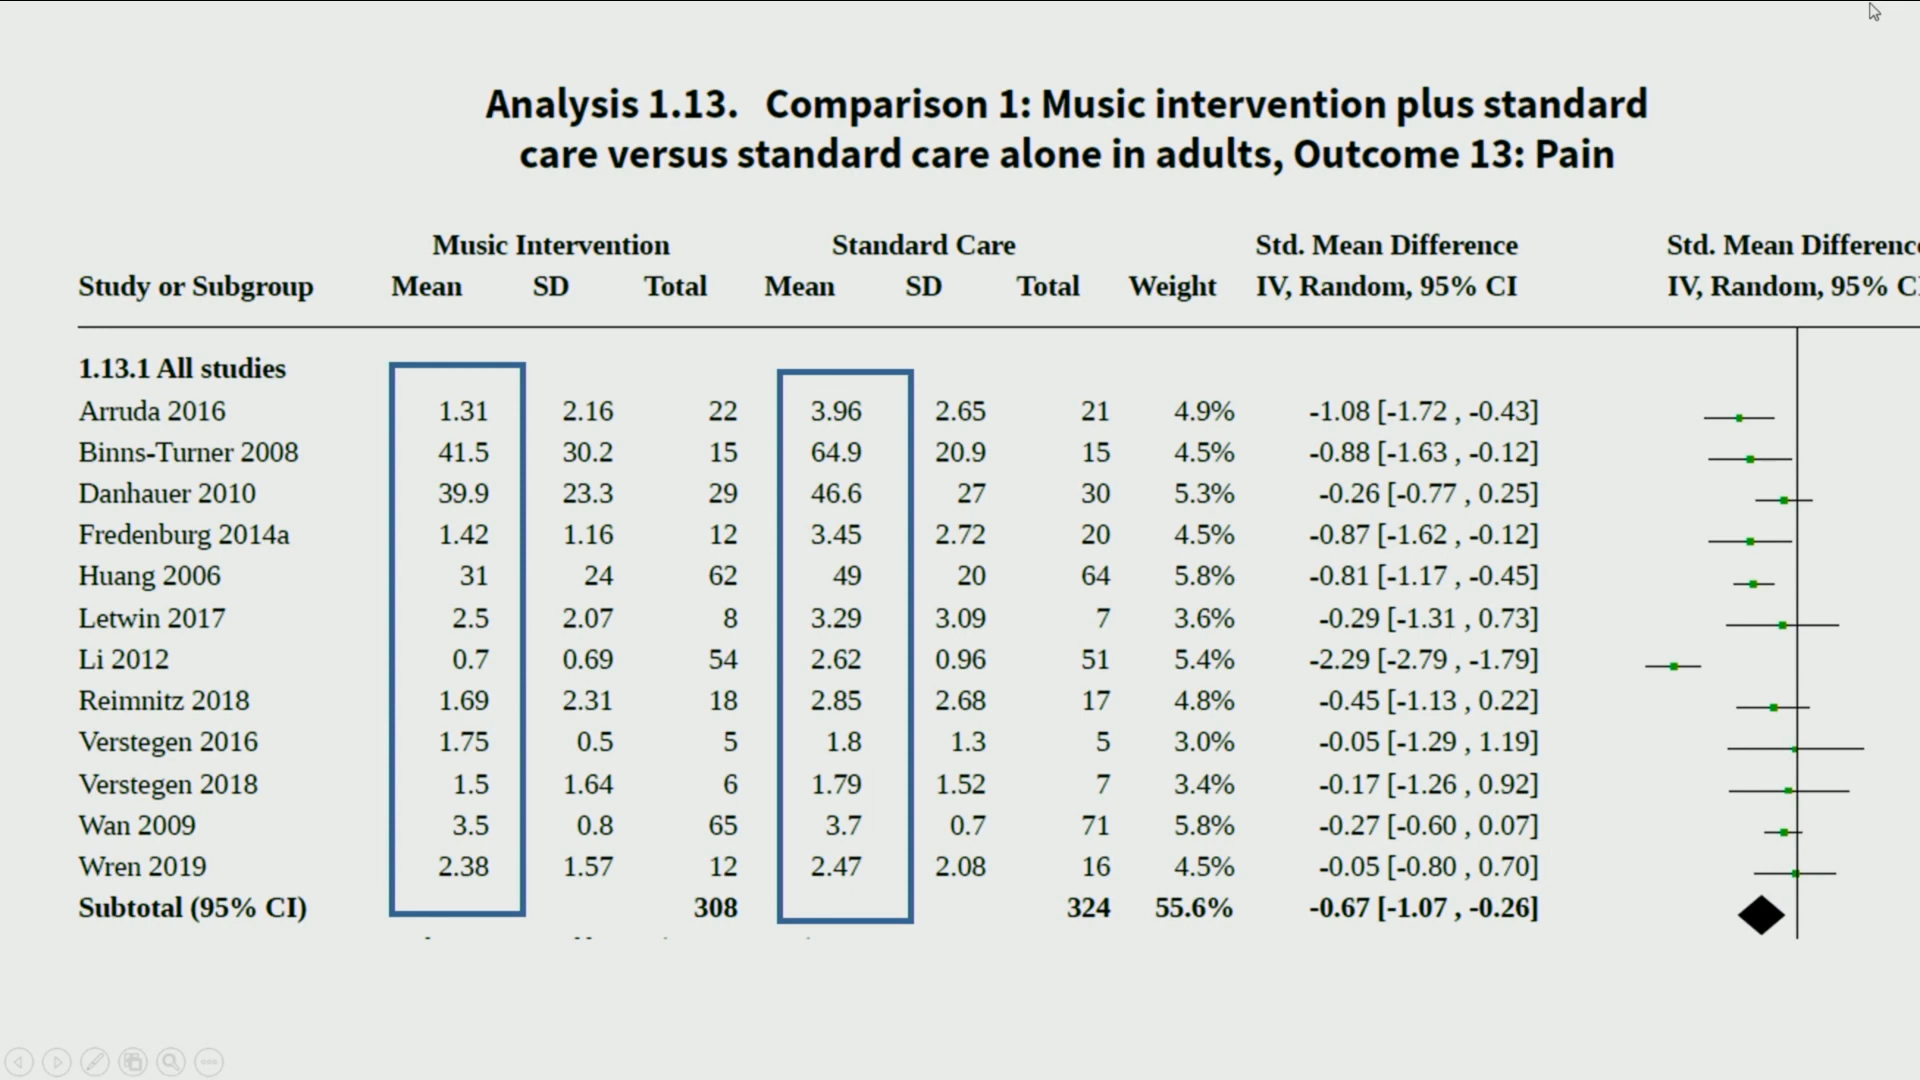 Analysis 1.13. Comparison 1: Music intervention plus standard
care versus standard care alone in adults, Outcome 13: Pain
Music Intervention Standard Care Std. Mean Difference Std. Mean Difference
Study or Subgroup Mean SD Total Mean SD Total Weight IV, Random, 95% CI IV, Random, 95% CI
1.13.1 All studies
Arruda 2016 1.31 2.16 22 3.96 2.65 21 4.9% -1.08 [-1.72 , -0.43]
Binns-Turner 2008 41.5 30.2 15 64.9 20.9 15 4.5% -0.88 [-1.63 , -0.12]
Danhauer 2010 39.9 23.3 29 46.6 27 30 5.3% -0.26 [-0.77 , 0.25]
Fredenburg 2014a 1.42 1.16 12 3.45 2.72 20 4.5% -0.87 [-1.62 , -0.12]
Huang 2006 31 24 62 49 20 64 5.8% -0.81 [-1.17 , -0.45]
Letwin 2017 2.5 2.07 8 3.29 3.09 7 3.6% -0.29 [-1.31 , 0.73]
Li 2012 0.7 0.69 54 2.62 0.96 51 5.4% -2.29 [-2.79 , -1.79]
Reimnitz 2018 1.69 2.31 18 2.85 2.68 17 4.8% -0.45 [-1.13 , 0.22]
Verstegen 2016 1.75 0.5 5 1.8 1.3 5 3.0% -0.05 [-1.29 , 1.19]
Verstegen 2018 1.5 1.64 6 1.79 1.52 7 3.4% -0.17 [-1.26 , 0.92]
Wan 2009 3.5 0.8 65 3.7 0.7 71 5.8% -0.27 [-0.60 , 0.07]
Wren 2019 2.38 1.57 12 2.47 2.08 16 4.5% -0.05 [-0.80 , 0.70]
Subtotal (95% CI) 308 324 55.6% -0.67 [-1.07 , -0.26]